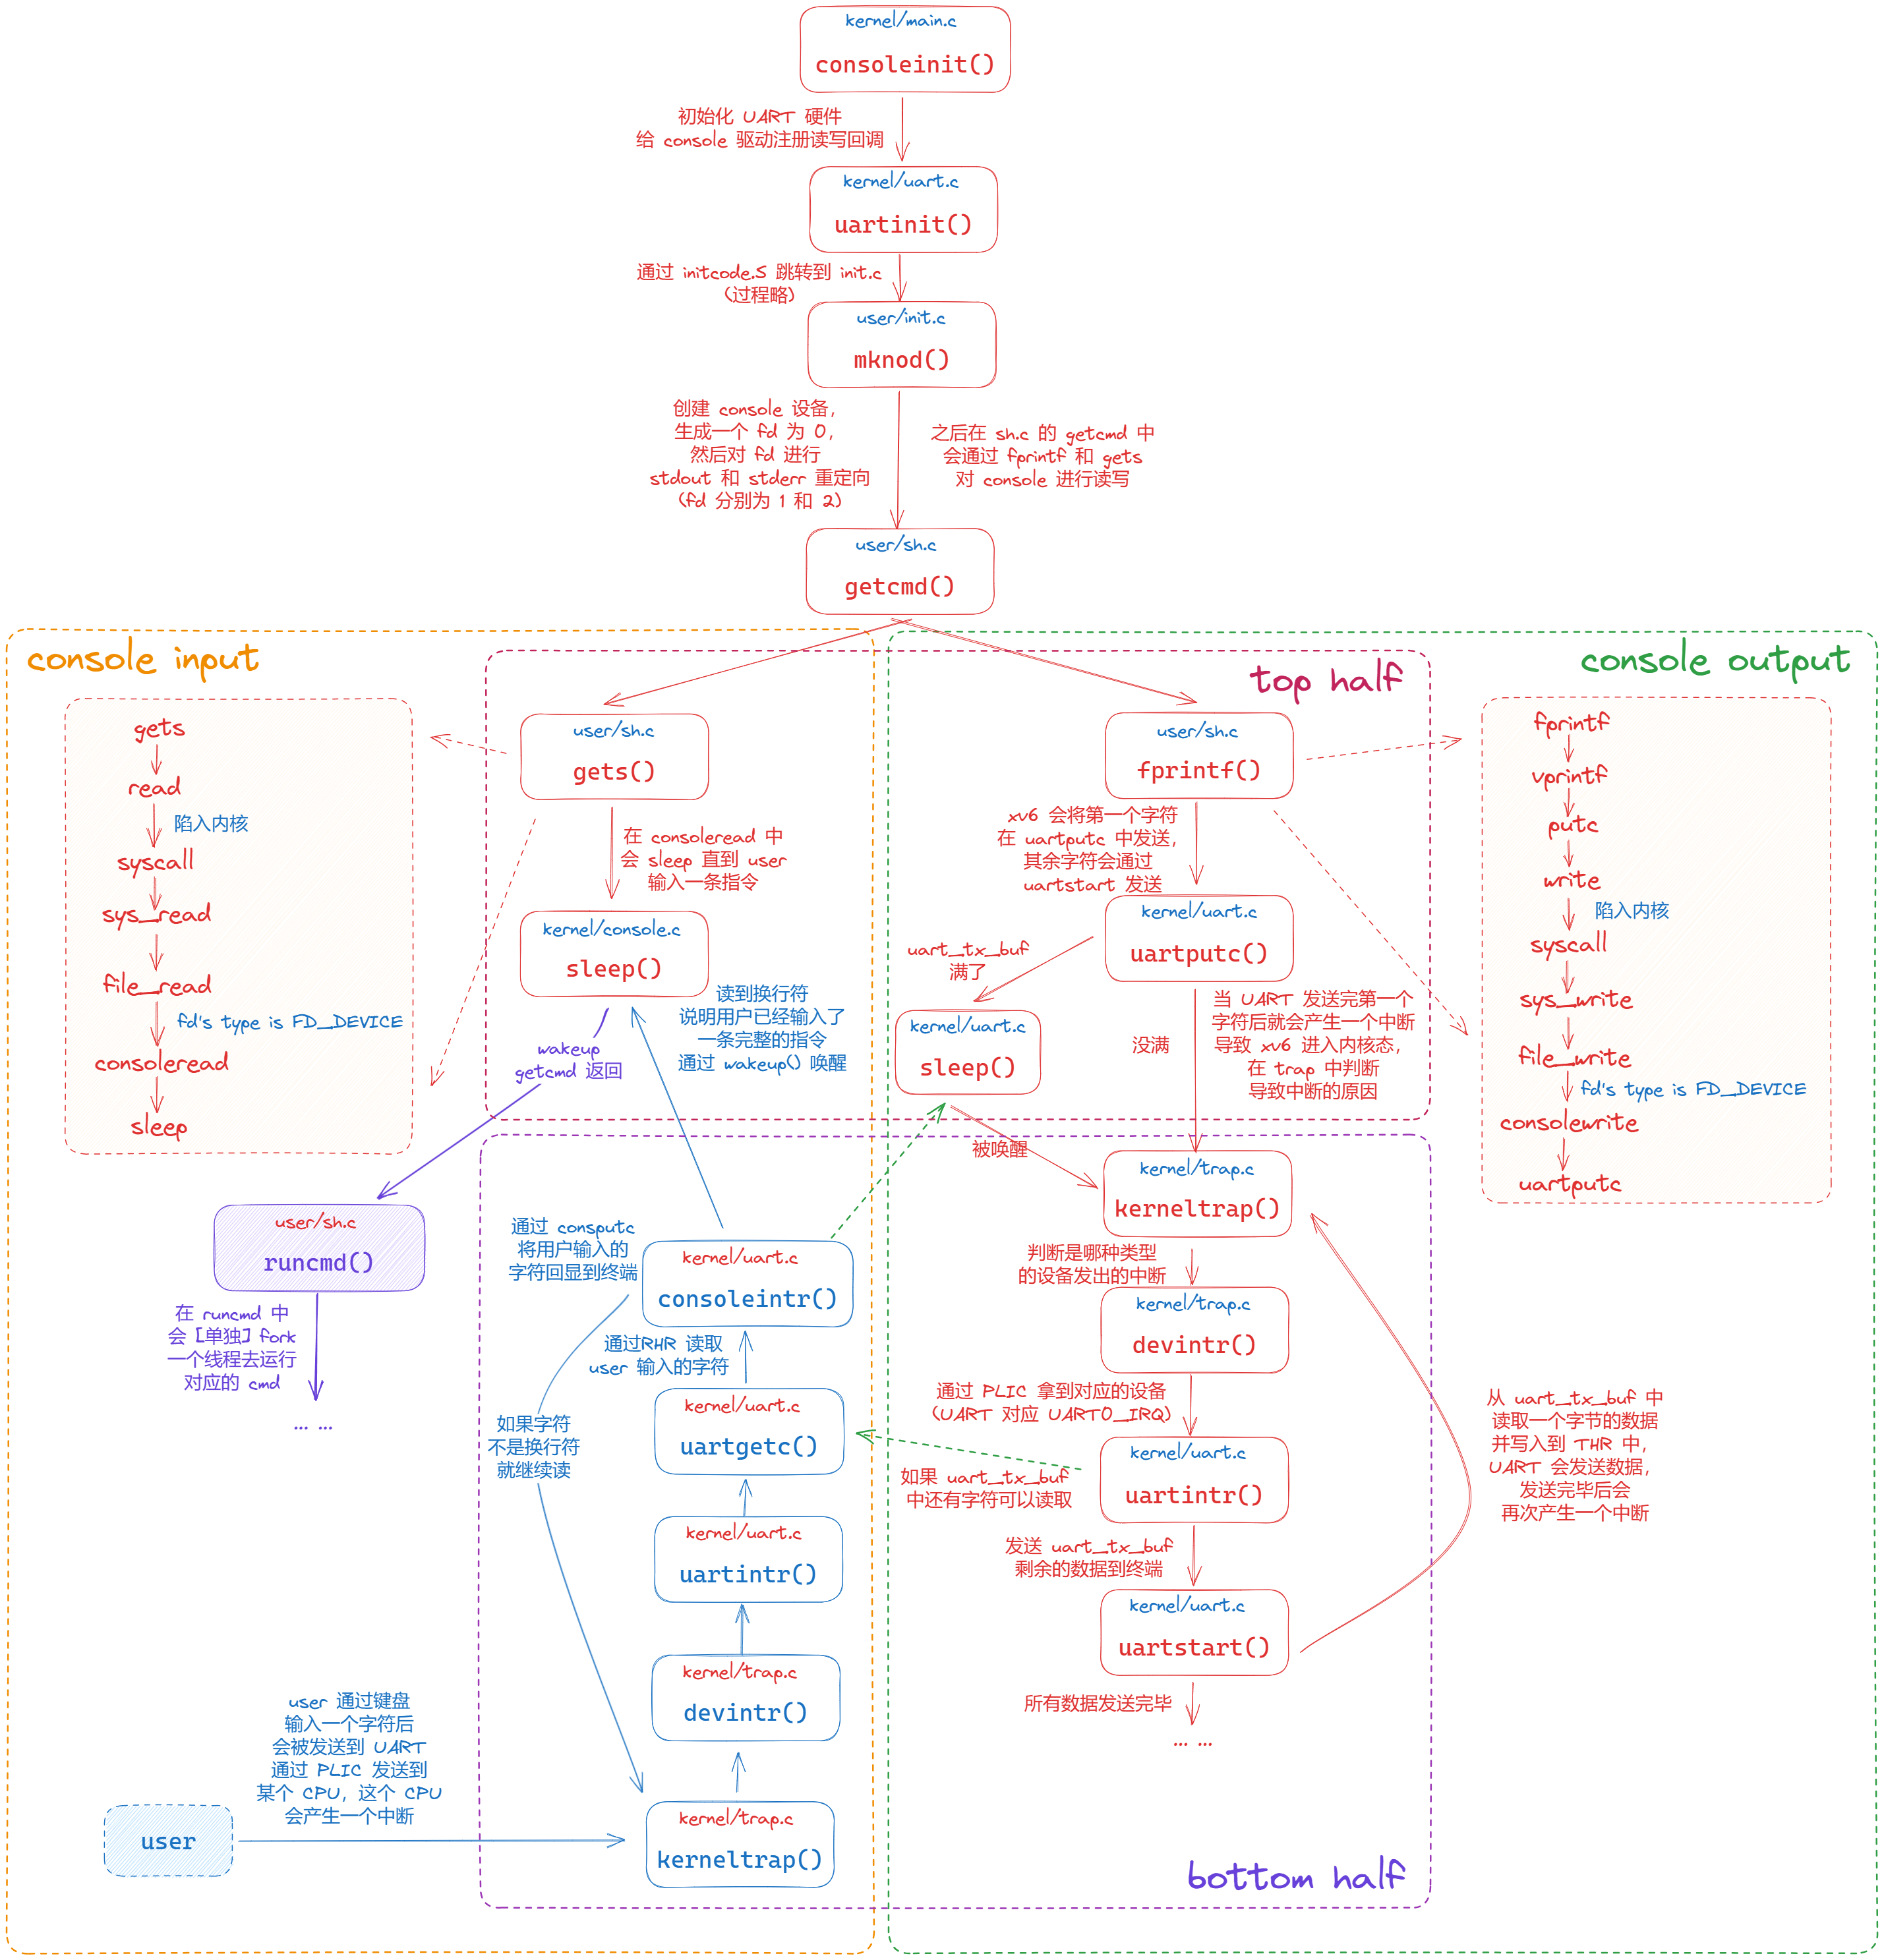 kernel/main.c
consoleinit()
初始化 UART 硬件
给 console 驱动注册读写回调
kernel/uart.c
uartinit()
通过 initcode.S 跳转到 init.c
(过程略)
user/init.c
mknod()
创建 console 设备，
生成一个 fd 为 0，
然后对 fd 进行
stdout 和 stderr 重定向
(fd 分别为 1 和 2)
之后在 sh.c 的 getcmd 中
会通过 fprintf 和 gets
对 console 进行读写
user/sh.c
getcmd()
console input
top half
console output
gets
read
陷入内核
syscall
sys_read
file_read
fd's type is FD_DEVICE
consoleread
sleep
user/sh.c
gets()
在 consoleread 中
会 sleep 直到 user
输入一条指令
kernel/console.c
sleep()
读到换行符
说明用户已经输入了
一条完整的指令
通过 wakeup() 唤醒
wakeup
getcmd 返回
user/sh.c
fprintf()
xv6 会将第一个字符
在 uartputc 中发送，
其余字符会通过
uartstart 发送
kernel/uart.c
uartputc()
uart_tx_buf
满了
kernel/uart.c
sleep()
没满
当 UART 发送完第一个
字符后就会产生一个中断
导致 xv6 进入内核态，
在 trap 中判断
导致中断的原因
被唤醒
fprintf
vprintf
putc
write
陷入内核
syscall
sys_write
file_write
fd's type is FD_DEVICE
consolewrite
uartputc
user/sh.c
runcmd()
在 runcmd 中
会 [单独] fork
一个线程去运行
对应的 cmd
... ...
通过 consputc
将用户输入的
字符回显到终端
kernel/uart.c
consoleintr()
通过RHR 读取
user 输入的字符
kernel/uart.c
uartgetc()
如果字符
不是换行符
就继续读
kernel/uart.c
uartintr()
kernel/trap.c
devintr()
kernel/trap.c
kerneltrap()
user 通过键盘
输入一个字符后
会被发送到 UART
通过 PLIC 发送到
某个 CPU，这个 CPU
会产生一个中断
user
kernel/trap.c
kerneltrap()
判断是哪种类型
的设备发出的中断
kernel/trap.c
devintr()
通过 PLIC 拿到对应的设备
(UART 对应 UART0_IRQ)
kernel/uart.c
uartintr()
如果 uart_tx_buf
中还有字符可以读取
发送 uart_tx_buf
剩余的数据到终端
kernel/uart.c
uartstart()
所有数据发送完毕
... ...
从 uart_tx_buf 中
读取一个字节的数据
并写入到 THR 中，
UART 会发送数据，
发送完毕后会
再次产生一个中断
bottom half